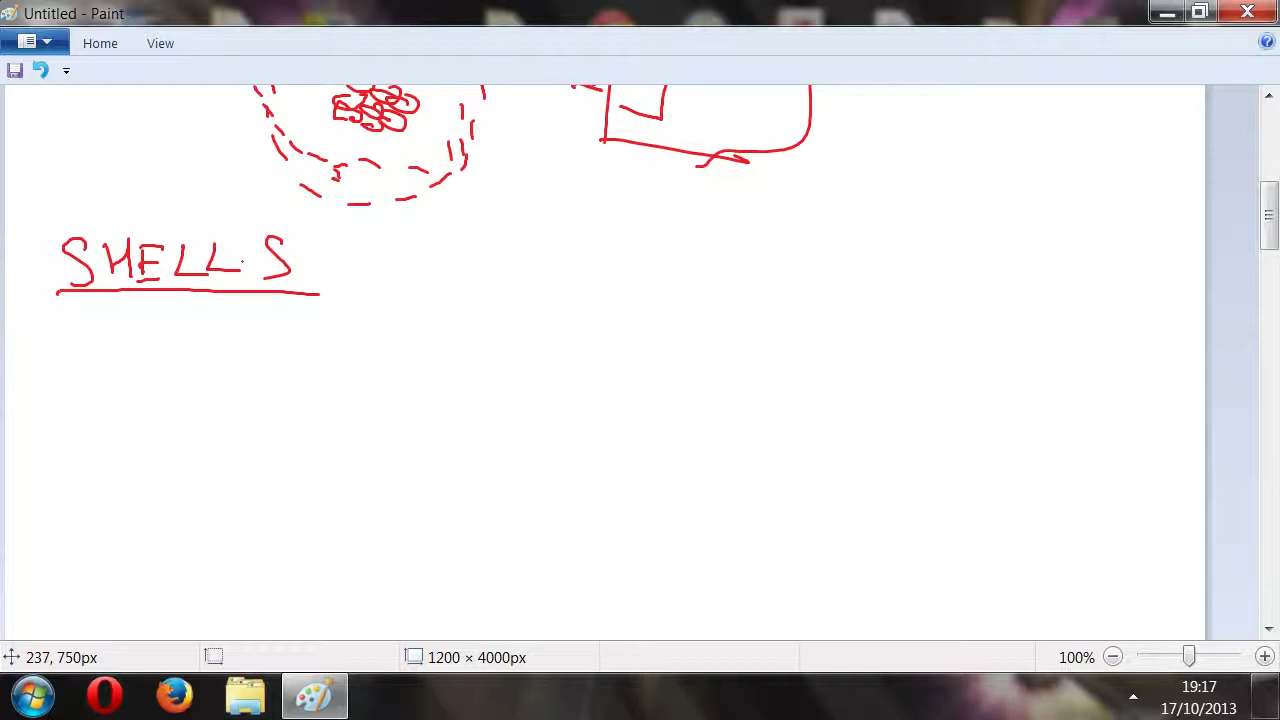 Untitled - Paint
Home View
SHELLS
237, 750px
1200 × 4000px
100%
19:17
17/10/2013